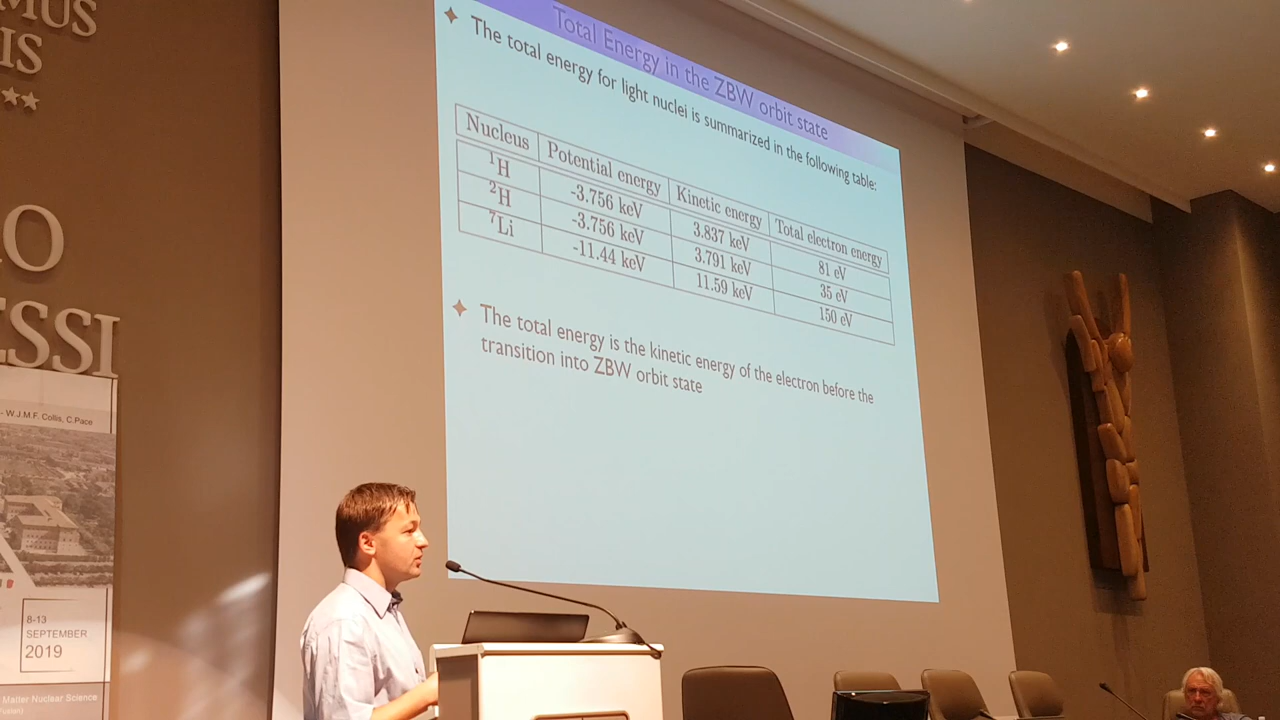 MUS
IS
O
ESSI
- W.J.M.F. Collis, C.Pace
8-13
SEPTEMBER
2019
Matter Nuclear Science
Total Energy in the ZBW orbit state
The total energy for light nuclei is summarized in the following table:
Nucleus Potential energy Kinetic energy Total electron energy
¹H -3.756 keV 3.837 keV 81 eV
²H -3.756 keV 3.791 keV 35 eV
⁷Li -11.44 keV 11.59 keV 150 eV
The total energy is the kinetic energy of the electron before the
transition into ZBW orbit state